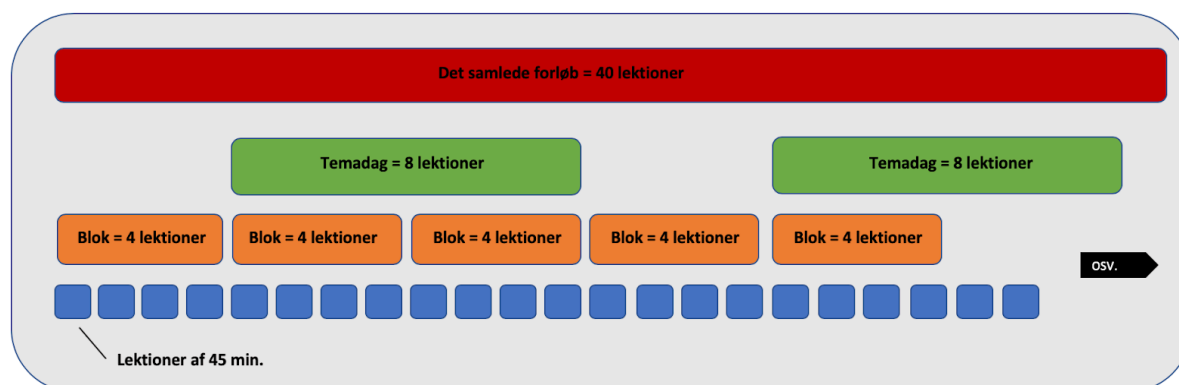 Det samlede forløb = 40 lektioner
Temadag = 8 lektioner
Temadag = 8 lektioner
Blok = 4 lektioner
Blok = 4 lektioner
Blok = 4 lektioner
Blok = 4 lektioner
Blok = 4 lektioner
OSV.
Lektioner af 45 min.